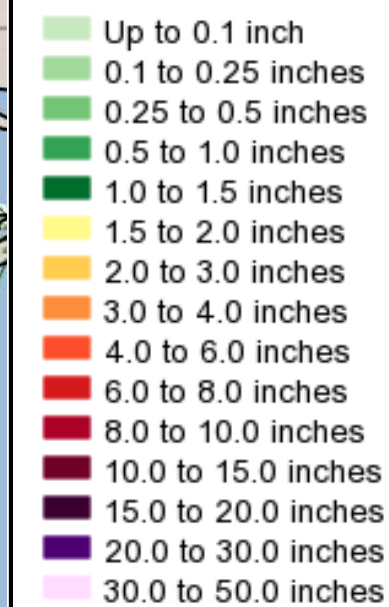 Up to 0.1 inch
0.1 to 0.25 inches
0.25 to 0.5 inches
0.5 to 1.0 inches
1.0 to 1.5 inches
1.5 to 2.0 inches
2.0 to 3.0 inches
3.0 to 4.0 inches
4.0 to 6.0 inches
6.0 to 8.0 inches
8.0 to 10.0 inches
10.0 to 15.0 inches
15.0 to 20.0 inches
20.0 to 30.0 inches
30.0 to 50.0 inches